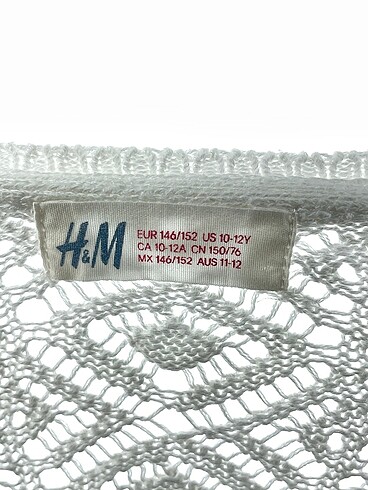 H&M
EUR 146/152 US 10-12Y
CA 10-12A CN 150/76
MX 146/152 AUS 11-12